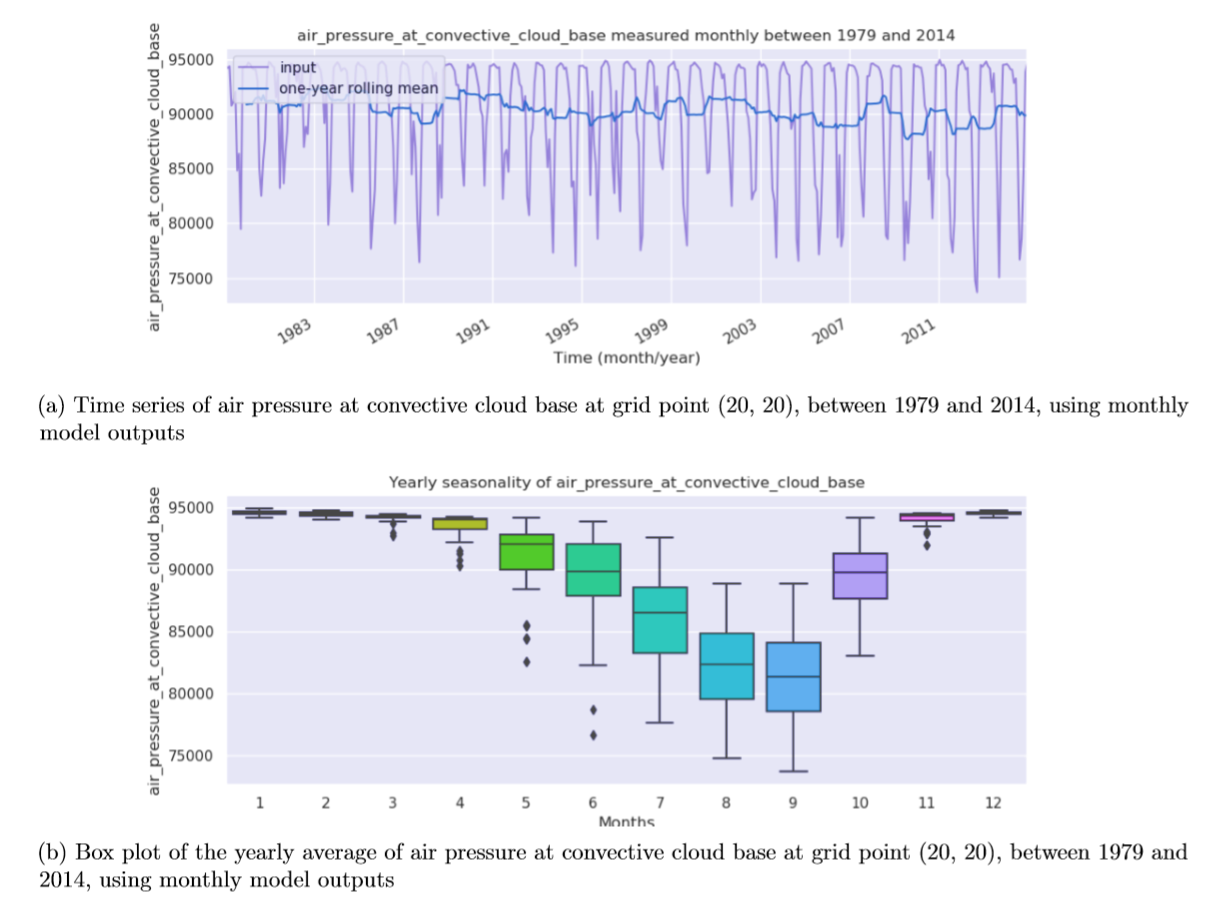 air_pressure_at_convective_cloud_base measured monthly between 1979 and 2014
air_pressure_at_convective_cloud_base
95000
90000
85000
80000
75000
input
one-year rolling mean
1983
1987
1991
1995
1999
2003
2007
2011
Time (month/year)
(a) Time series of air pressure at convective cloud base at grid point (20, 20), between 1979 and 2014, using monthly
model outputs
Yearly seasonality of air_pressure_at_convective_cloud_base
air_pressure_at_convective_cloud_base
95000
90000
85000
80000
75000
1 2 3 4 5 6 7 8 9 10 11 12
Months
(b) Box plot of the yearly average of air pressure at convective cloud base at grid point (20, 20), between 1979 and
2014, using monthly model outputs